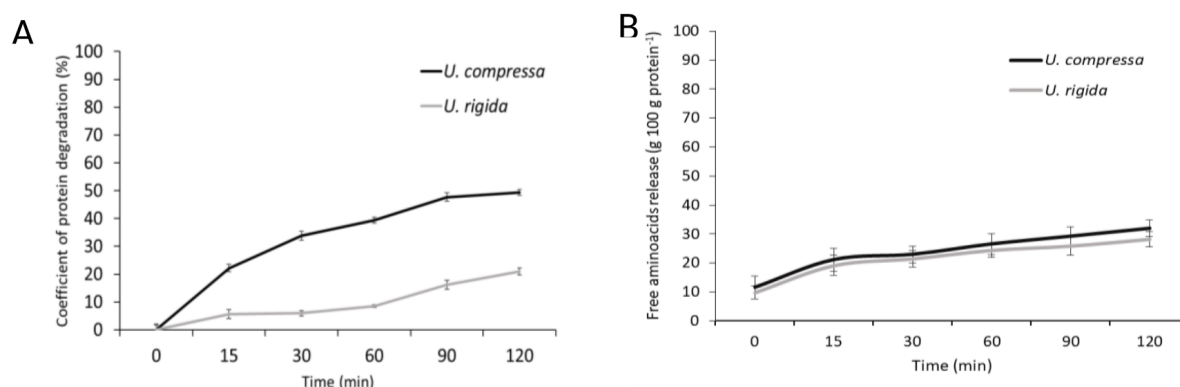 A
Coefficient of protein degradation (%)
100
90
80
70
60
50
40
30
20
10
0
U. compressa
U. rigida
0 15 30 60 90 120
Time (min)
B
Free aminoacids release (g 100 g protein⁻¹)
100
90
80
70
60
50
40
30
20
10
0
U. compressa
U. rigida
0 15 30 60 90 120
Time (min)